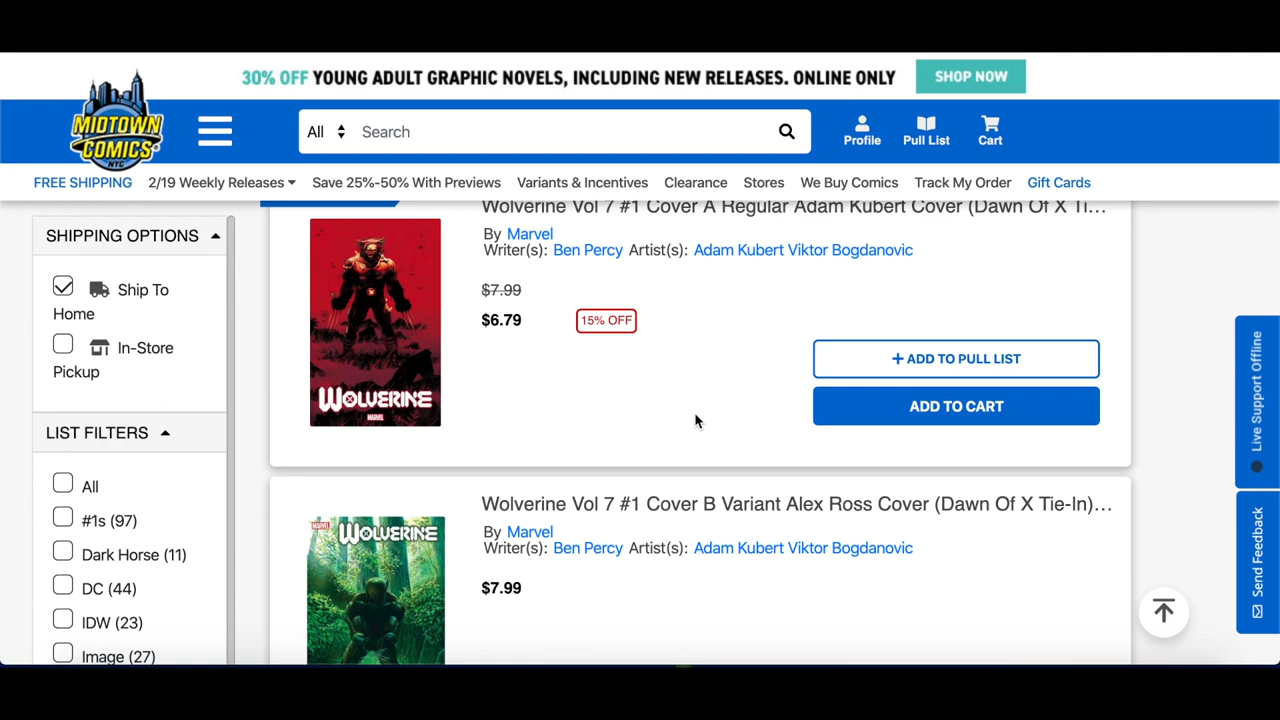 30% OFF YOUNG ADULT GRAPHIC NOVELS, INCLUDING NEW RELEASES. ONLINE ONLY SHOP NOW
MIDTOWN
COMICS
NYC
All Search
Profile Pull List Cart
FREE SHIPPING 2/19 Weekly Releases Save 25%-50% With Previews Variants & Incentives Clearance Stores We Buy Comics Track My Order Gift Cards
SHIPPING OPTIONS
Ship To
Home
In-Store
Pickup
LIST FILTERS
All
#1s (97)
Dark Horse (11)
DC (44)
IDW (23)
Image (27)
Wolverine Vol 7 #1 Cover A Regular Adam Kubert Cover (Dawn Of X Ti...
By Marvel
Writer(s): Ben Percy Artist(s): Adam Kubert Viktor Bogdanovic
$7.99
$6.79 15% OFF
+ ADD TO PULL LIST
ADD TO CART
WOLVERINE
MARVEL
Wolverine Vol 7 #1 Cover B Variant Alex Ross Cover (Dawn Of X Tie-In)...
By Marvel
Writer(s): Ben Percy Artist(s): Adam Kubert Viktor Bogdanovic
$7.99
MARVEL
WOLVERINE
Live Support Offline
Send Feedback